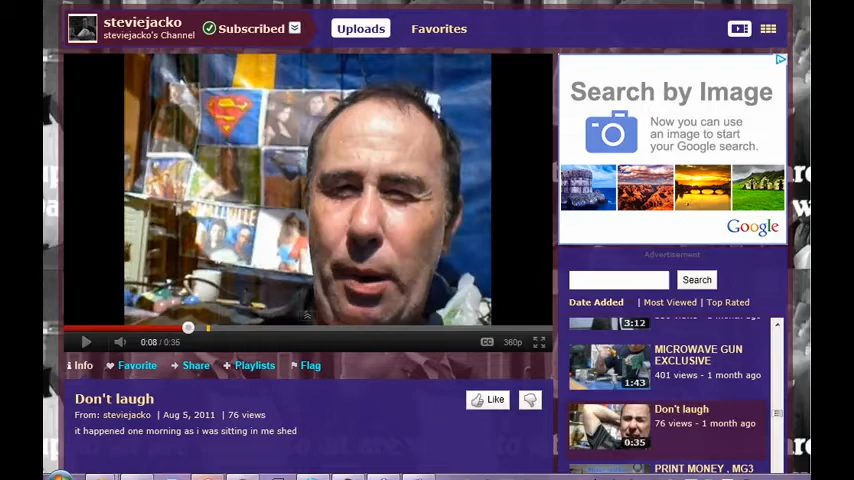 steviejacko
steviejacko's Channel
Subscribed
Uploads
Favorites
Search by Image
Now you can use
an image to start
your Google search.
Google
Advertisement
Search
Date Added | Most Viewed | Top Rated
3:12
MICROWAVE GUN
EXCLUSIVE
401 views - 1 month ago
1:43
Don't laugh
76 views - 1 month ago
0:35
PRINT MONEY , MG3
0:08 / 0:35
CC
360p
Info
Favorite
Share
Playlists
Flag
Don't laugh
Like
From: steviejacko | Aug 5, 2011 | 76 views
it happened one morning as i was sitting in me shed